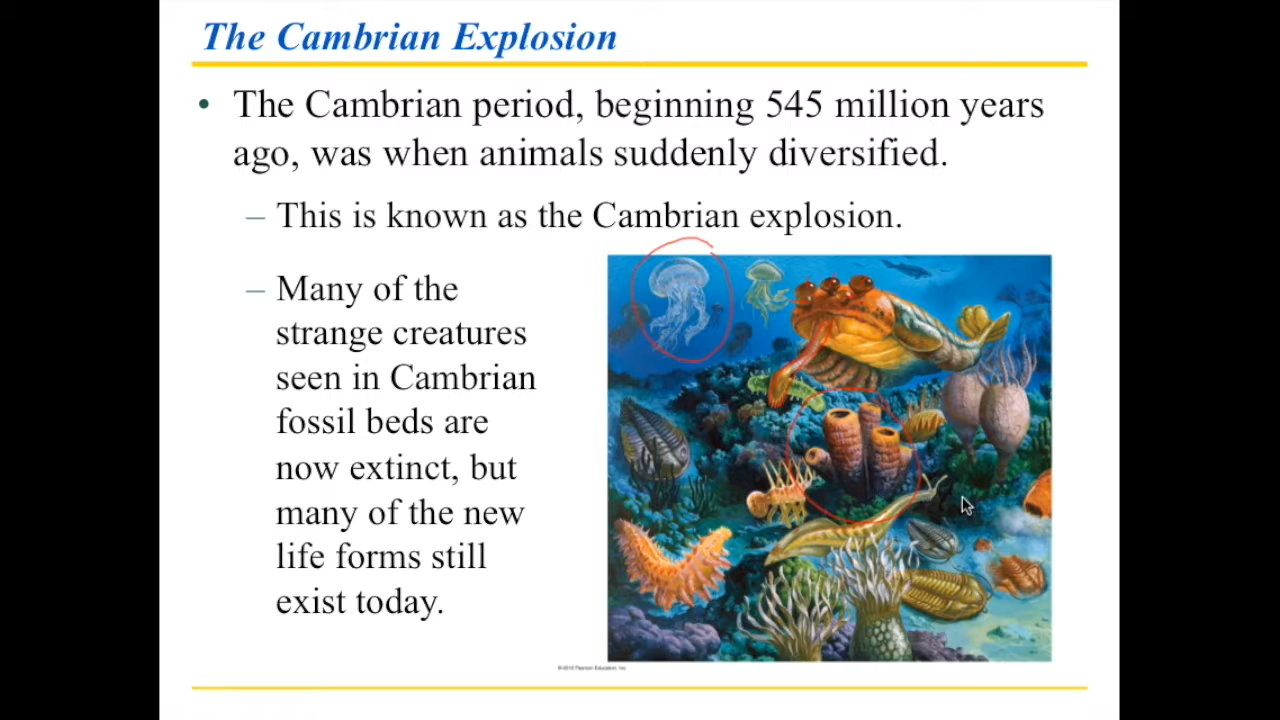 The Cambrian Explosion
• The Cambrian period, beginning 545 million years
ago, was when animals suddenly diversified.
– This is known as the Cambrian explosion.
– Many of the
strange creatures
seen in Cambrian
fossil beds are
now extinct, but
many of the new
life forms still
exist today.